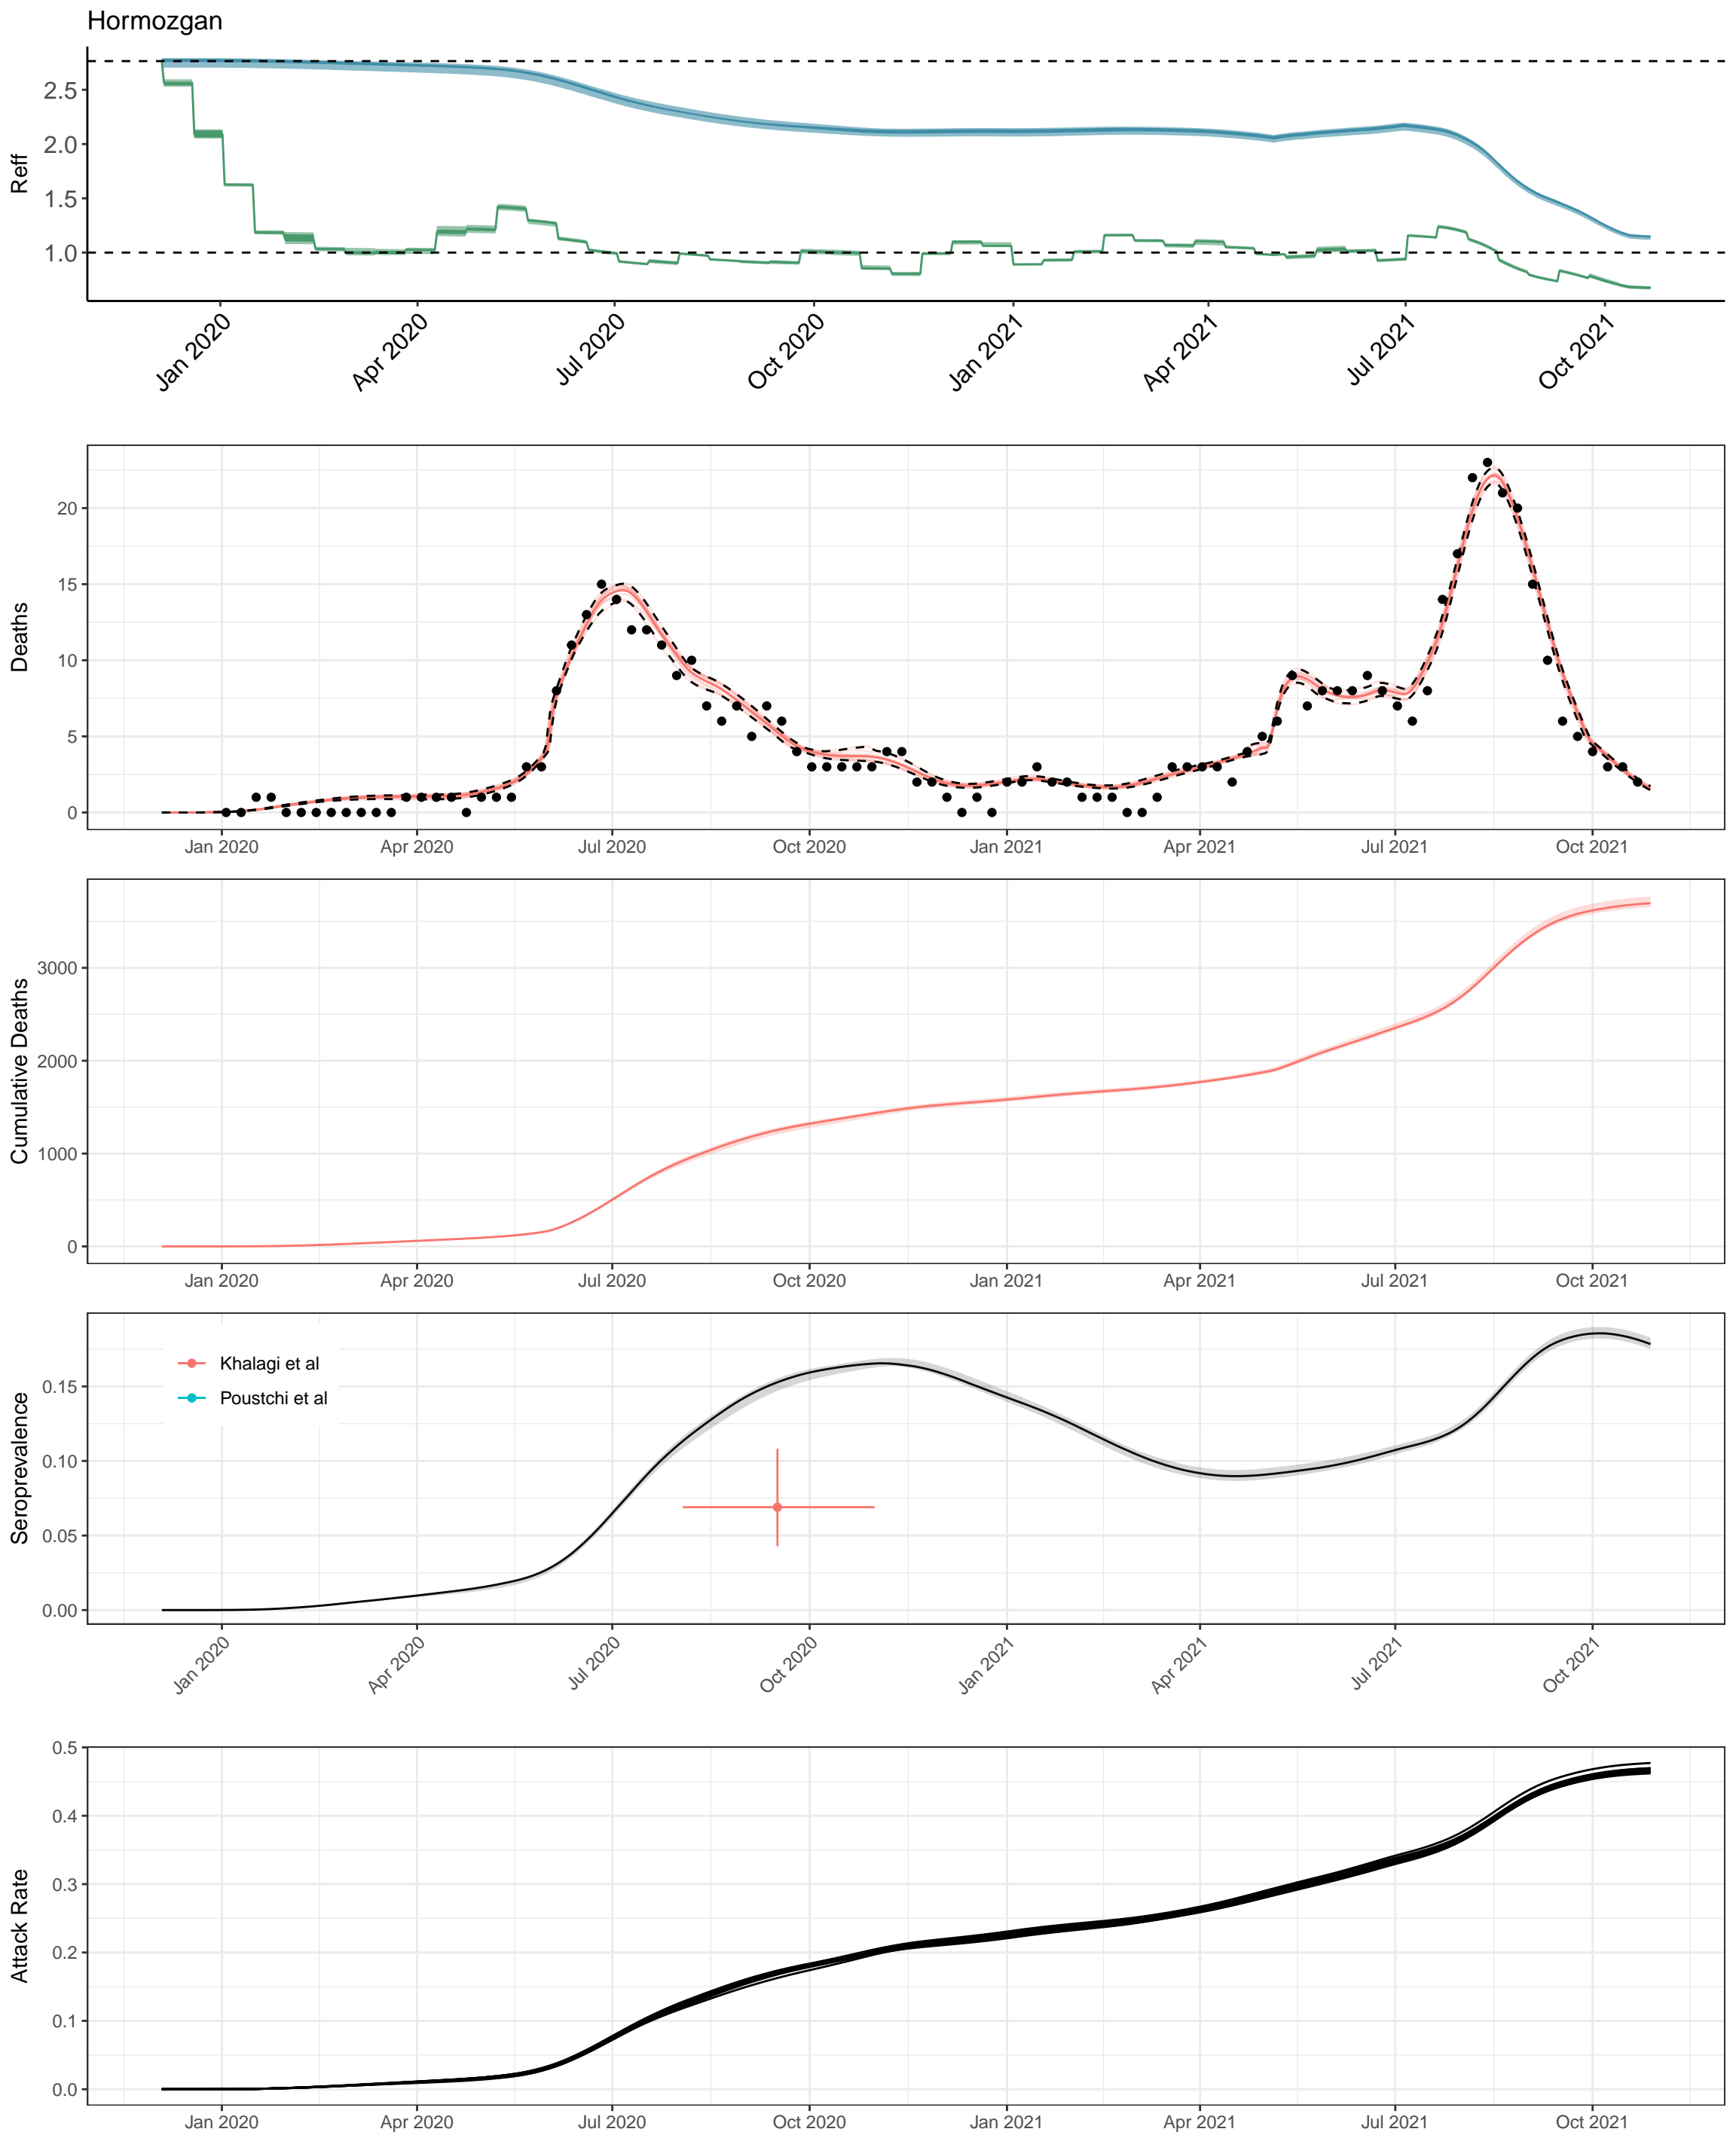 Hormozgan
Reff
2.5
2.0
1.5
1.0
Jan 2020
Apr 2020
Jul 2020
Oct 2020
Jan 2021
Apr 2021
Jul 2021
Oct 2021
Deaths
20
15
10
5
0
Jan 2020
Apr 2020
Jul 2020
Oct 2020
Jan 2021
Apr 2021
Jul 2021
Oct 2021
Cumulative Deaths
3000
2000
1000
0
Jan 2020
Apr 2020
Jul 2020
Oct 2020
Jan 2021
Apr 2021
Jul 2021
Oct 2021
Seroprevalence
0.15
0.10
0.05
0.00
Khalagi et al
Poustchi et al
Jan 2020
Apr 2020
Jul 2020
Oct 2020
Jan 2021
Apr 2021
Jul 2021
Oct 2021
Attack Rate
0.5
0.4
0.3
0.2
0.1
0.0
Jan 2020
Apr 2020
Jul 2020
Oct 2020
Jan 2021
Apr 2021
Jul 2021
Oct 2021